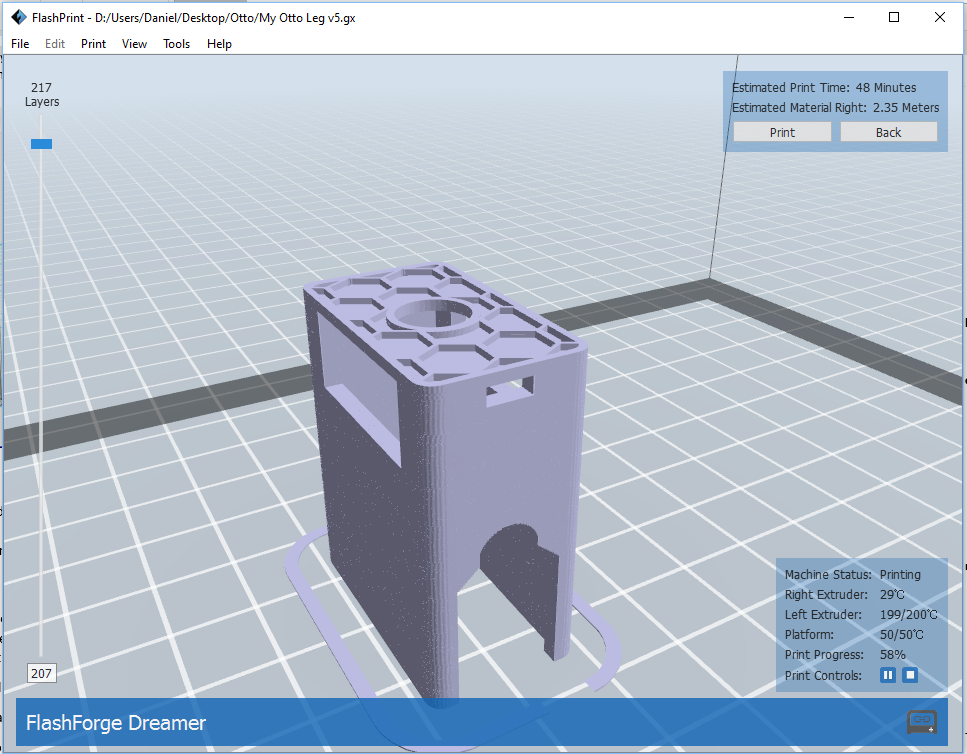 FlashPrint - D:/Users/Daniel/Desktop/Otto/My Otto Leg v5.gx
File Edit Print View Tools Help
217
Layers
Estimated Print Time: 48 Minutes
Estimated Material Right: 2.35 Meters
Print Back
Machine Status: Printing
Right Extruder: 29℃
Left Extruder: 199/200℃
Platform: 50/50℃
Print Progress: 58%
Print Controls:
207
FlashForge Dreamer